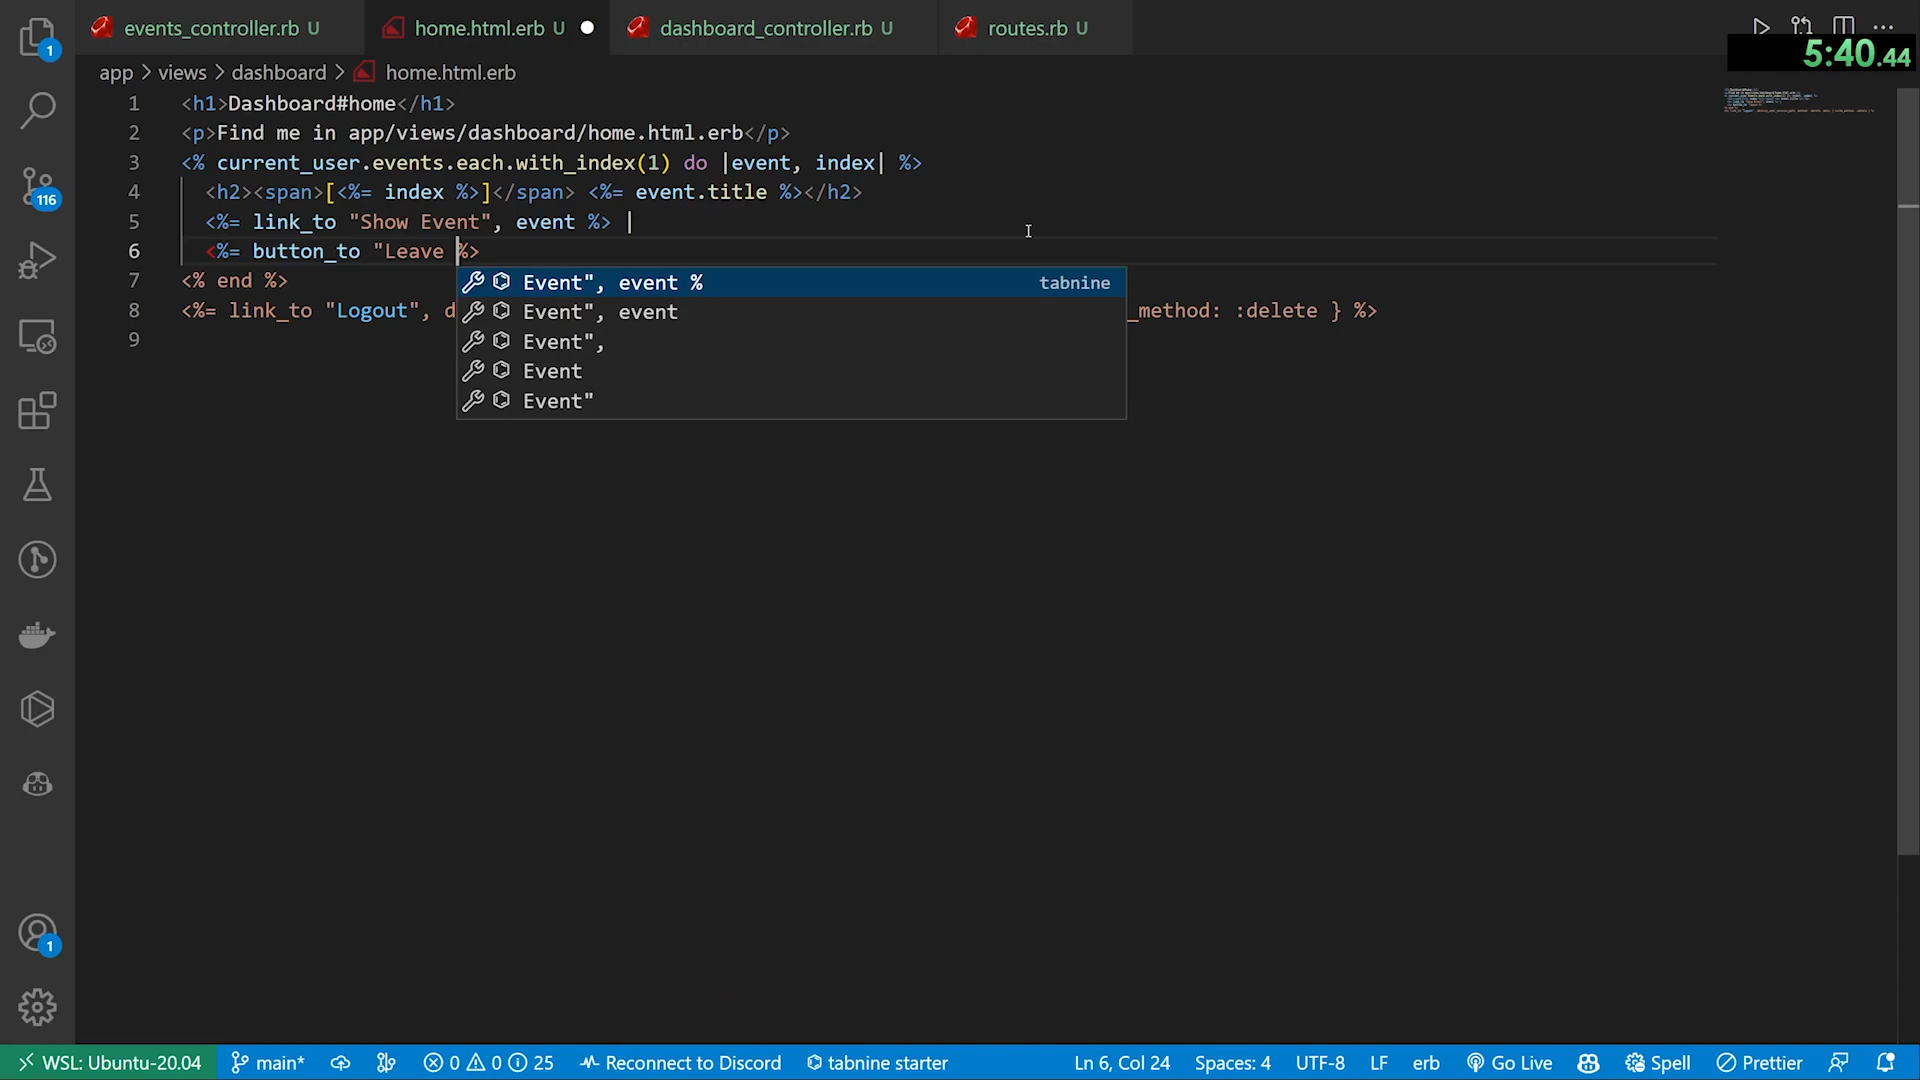 events_controller.rb U
home.html.erb U
dashboard_controller.rb U
routes.rb U
5:40.44
app > views > dashboard > home.html.erb
1 <h1>Dashboard#home</h1>
2 <p>Find me in app/views/dashboard/home.html.erb</p>
3 <% current_user.events.each.with_index(1) do |event, index| %>
4 <h2><span>[<%= index %>]</span> <%= event.title %></h2>
5 <%= link_to "Show Event", event %> |
6 <%= button_to "Leave %>
Event", event % tabnine
7 <% end %>
Event", event
8 <%= link_to "Logout", d _method: :delete } %>
Event",
9
Event
Event"
1
116
1
WSL: Ubuntu-20.04 main* 0 0 25 Reconnect to Discord tabnine starter Ln 6, Col 24 Spaces: 4 UTF-8 LF erb Go Live Spell Prettier